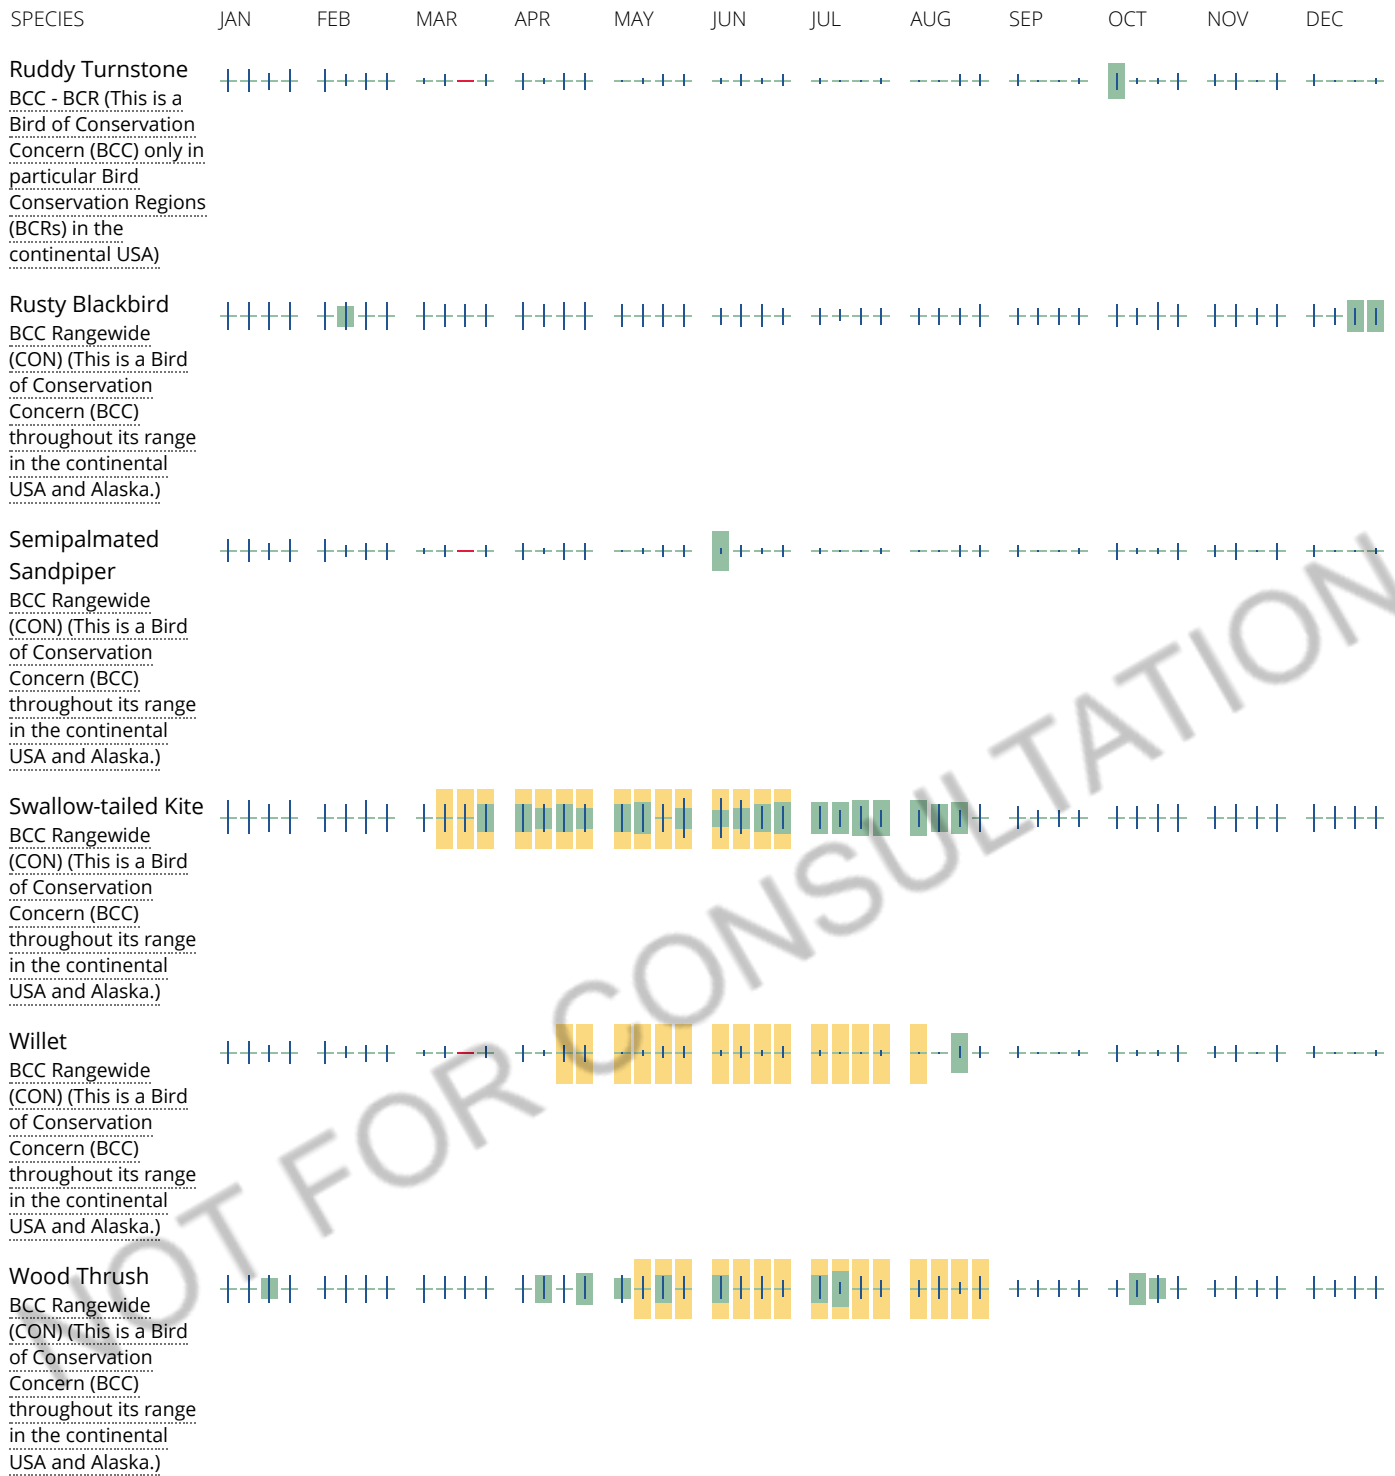 SPECIES JAN FEB MAR APR MAY JUN JUL AUG SEP OCT NOV DEC
Ruddy Turnstone
BCC - BCR (This is a
Bird of Conservation
Concern (BCC) only in
particular Bird
Conservation Regions
(BCRs) in the
continental USA)
Rusty Blackbird
BCC Rangewide
(CON) (This is a Bird
of Conservation
Concern (BCC)
throughout its range
in the continental
USA and Alaska.)
Semipalmated
Sandpiper
BCC Rangewide
(CON) (This is a Bird
of Conservation
Concern (BCC)
throughout its range
in the continental
USA and Alaska.)
Swallow-tailed Kite
BCC Rangewide
(CON) (This is a Bird
of Conservation
Concern (BCC)
throughout its range
in the continental
USA and Alaska.)
Willet
BCC Rangewide
(CON) (This is a Bird
of Conservation
Concern (BCC)
throughout its range
in the continental
USA and Alaska.)
Wood Thrush
BCC Rangewide
(CON) (This is a Bird
of Conservation
Concern (BCC)
throughout its range
in the continental
USA and Alaska.)
NOT FOR CONSULTATION